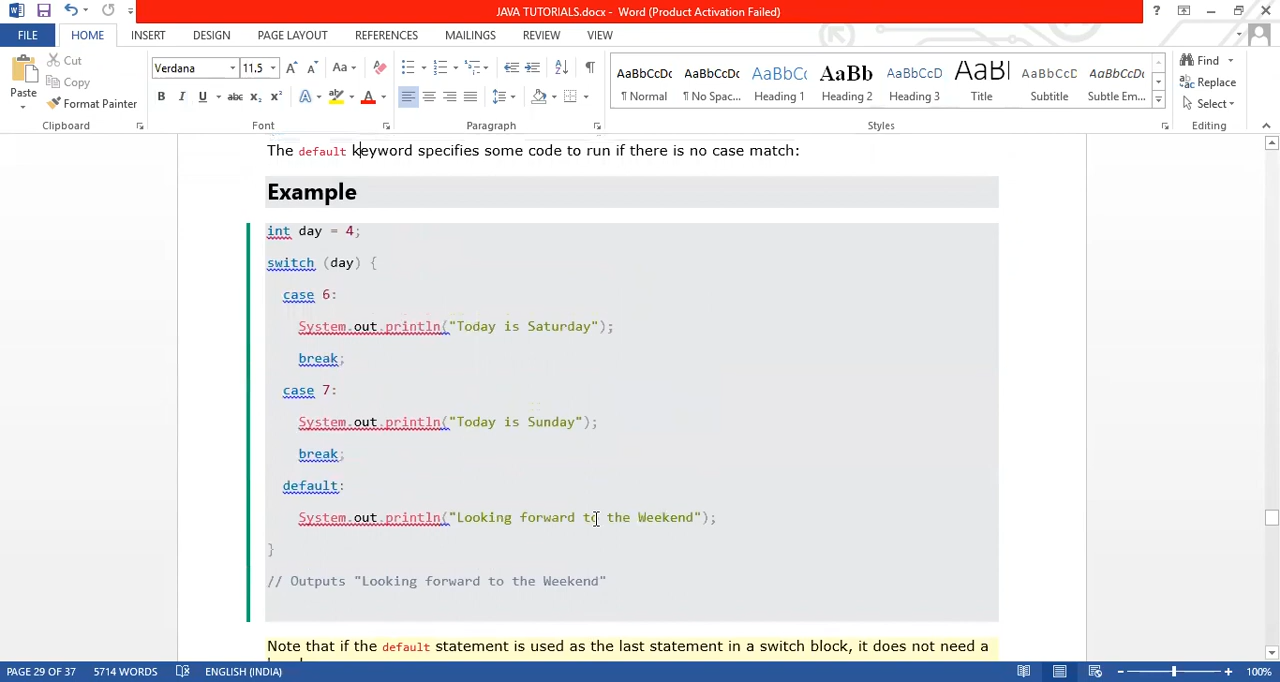 JAVA TUTORIALS.docx - Word (Product Activation Failed)
FILE HOME INSERT DESIGN PAGE LAYOUT REFERENCES MAILINGS REVIEW VIEW
Cut
Copy
Paste
Format Painter
Clipboard
Verdana 11.5
Font
Paragraph
AaBbCcDc AaBbCcDc AaBbCc AaBb AaBbCcD AaB AaBbCcD AaBbCcDc
¶ Normal ¶ No Spac... Heading 1 Heading 2 Heading 3 Title Subtitle Subtle Em...
Styles
Find
Replace
Select
Editing
The default keyword specifies some code to run if there is no case match:
Example
int day = 4;
switch (day) {
case 6:
System.out.println("Today is Saturday");
break;
case 7:
System.out.println("Today is Sunday");
break;
default:
System.out.println("Looking forward to the Weekend");
}
// Outputs "Looking forward to the Weekend"
Note that if the default statement is used as the last statement in a switch block, it does not need a
PAGE 29 OF 37 5714 WORDS ENGLISH (INDIA) 100%